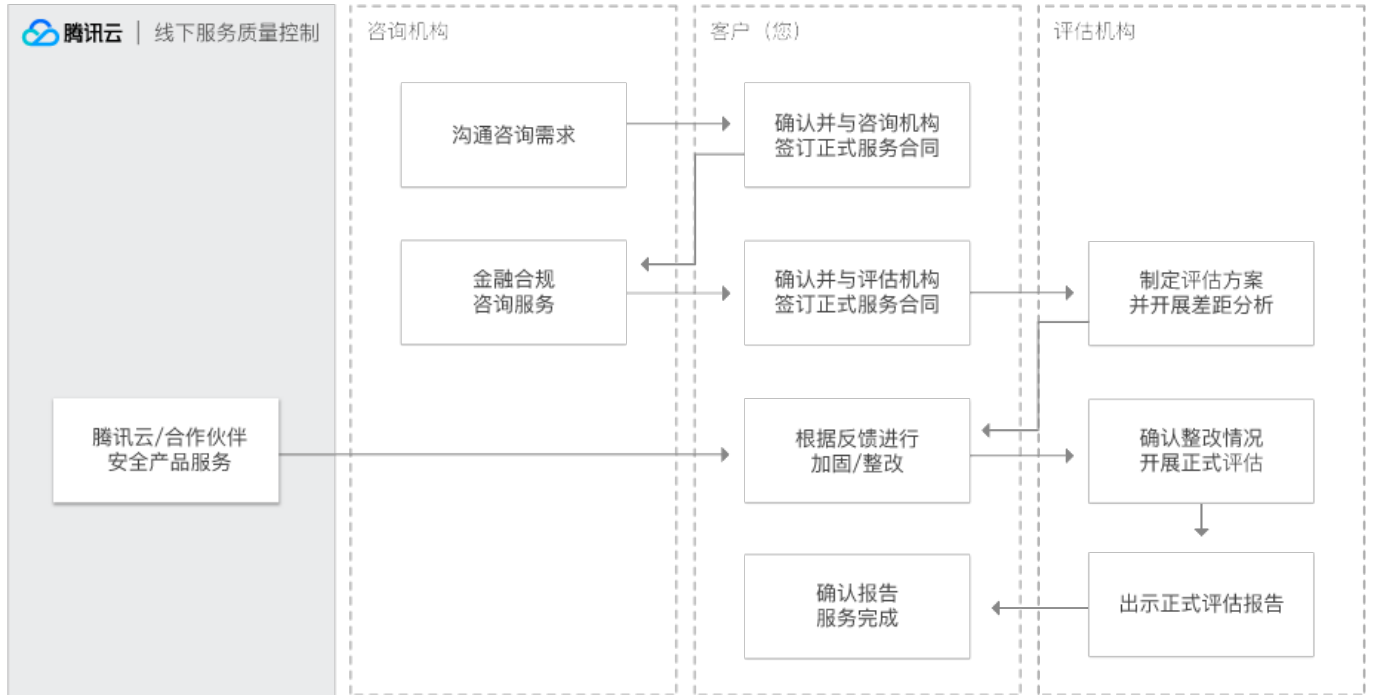 腾讯云 | 线下服务质量控制
咨询机构
客户（您）
评估机构
沟通咨询需求
确认并与咨询机构
签订正式服务合同
金融合规
咨询服务
确认并与评估机构
签订正式服务合同
制定评估方案
并开展差距分析
腾讯云/合作伙伴
安全产品服务
根据反馈进行
加固/整改
确认整改情况
开展正式评估
确认报告
服务完成
出示正式评估报告